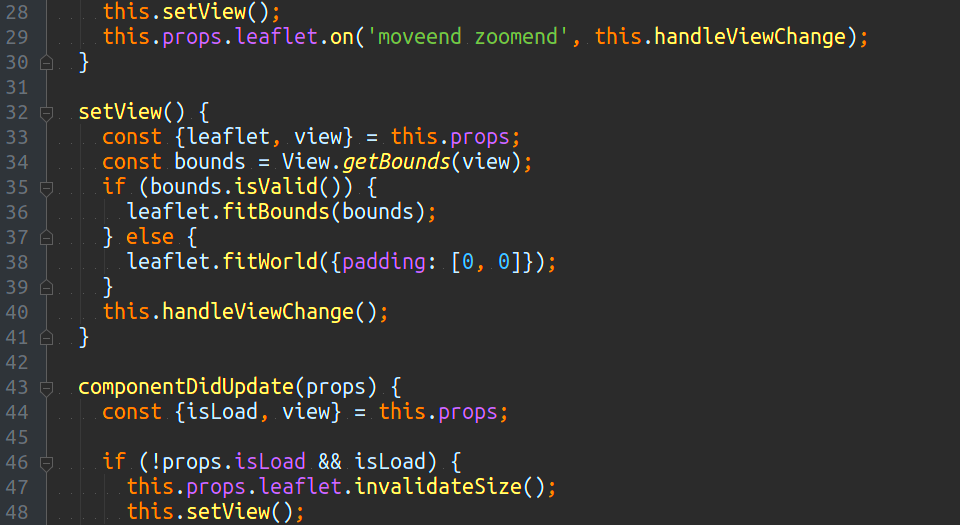 28 this.setView();
29 this.props.leaflet.on('moveend zoomend', this.handleViewChange);
30 }
31
32 setView() {
33 const {leaflet, view} = this.props;
34 const bounds = View.getBounds(view);
35 if (bounds.isValid()) {
36 leaflet.fitBounds(bounds);
37 } else {
38 leaflet.fitWorld({padding: [0, 0]});
39 }
40 this.handleViewChange();
41 }
42
43 componentDidUpdate(props) {
44 const {isLoad, view} = this.props;
45
46 if (!props.isLoad && isLoad) {
47 this.props.leaflet.invalidateSize();
48 this.setView();